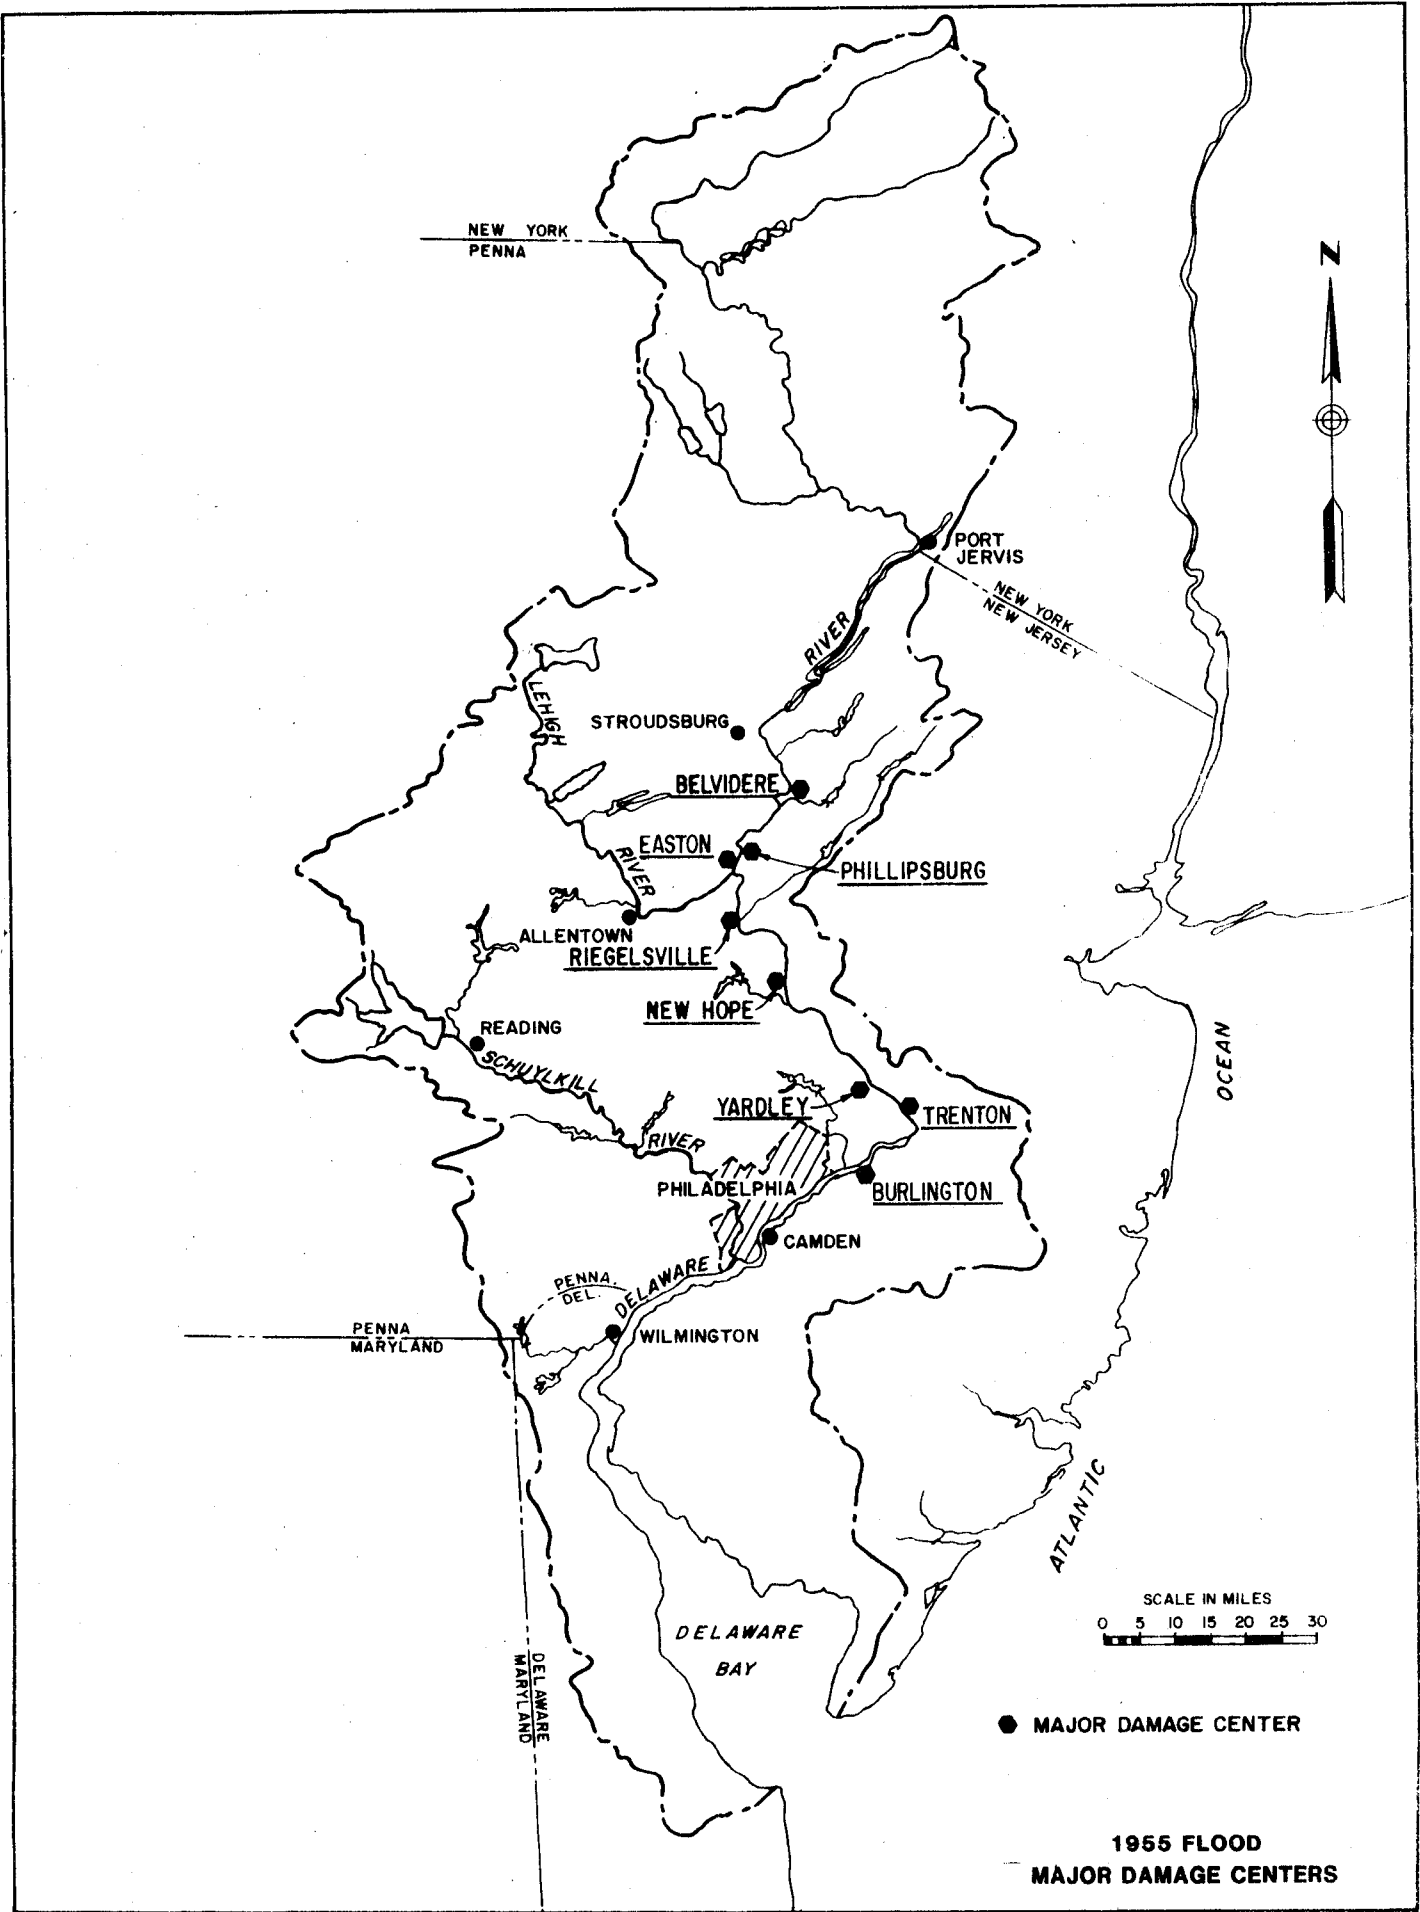 NEW YORK
PENNA
N
PORT
JERVIS
NEW YORK
NEW JERSEY
RIVER
LEHIGH
STROUDSBURG
BELVIDERE
EASTON
RIVER
PHILLIPSBURG
ALLENTOWN
RIEGELSVILLE
NEW HOPE
READING
SCHUYLKILL
OCEAN
YARDLEY
TRENTON
RIVER
PHILADELPHIA
BURLINGTON
CAMDEN
PENNA.
DEL.
DELAWARE
PENNA
MARYLAND
WILMINGTON
ATLANTIC
SCALE IN MILES
0 5 10 15 20 25 30
DELAWARE
BAY
DELAWARE
MARYLAND
MAJOR DAMAGE CENTER
1955 FLOOD
MAJOR DAMAGE CENTERS